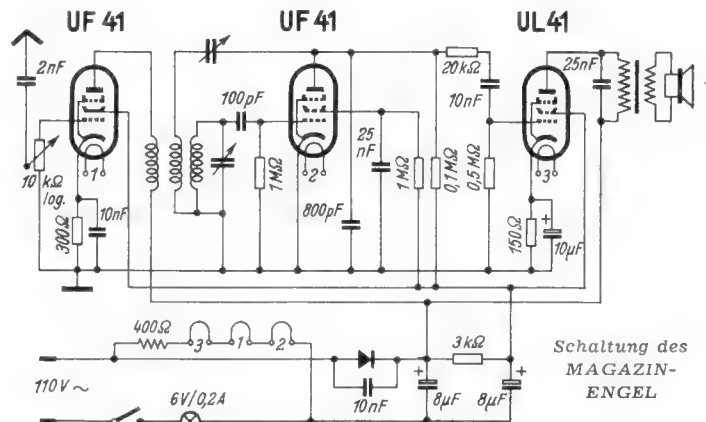 UF 41
UF 41
UL 41
2nF
100pF
20kΩ
10nF
25nF
10
kΩ
log.
1
300Ω
10nF
1MΩ
2
800pF
25
nF
1MΩ
0,1MΩ
0,5MΩ
3
150Ω
+
10µF
400Ω
3
1
2
110V ~
6V/0,2A
10nF
+
8µF
3kΩ
+
8µF
Schaltung des
MAGAZIN-
ENGEL